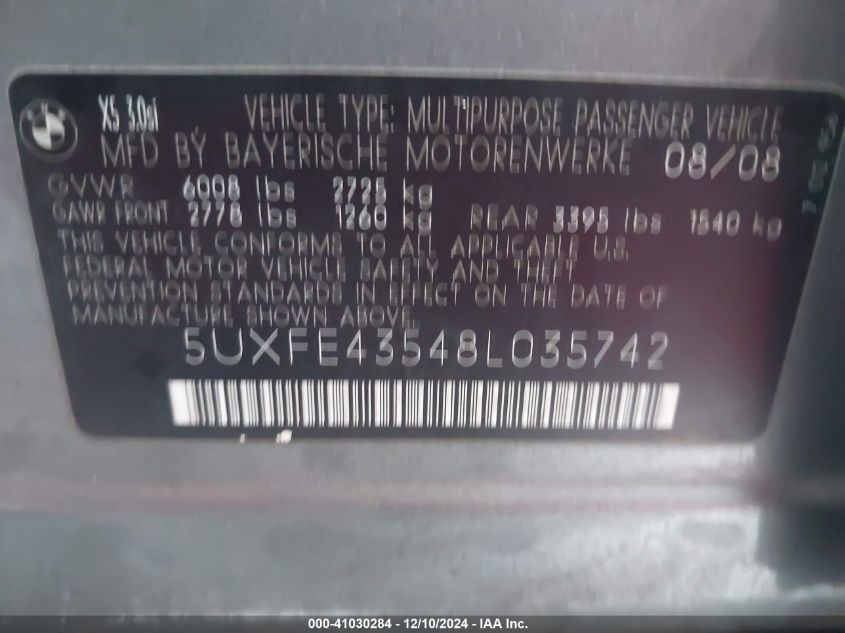 X5 3.0si VEHICLE TYPE: MULTIPURPOSE PASSENGER VEHICLE
MFD BY BAYERISCHE MOTORENWERKE 08/08
GVWR 6008 lbs 2725 kg
GAWR FRONT 2778 lbs 1260 kg REAR 3395 lbs 1540 kg
THIS VEHICLE CONFORMS TO ALL APPLICABLE U.S.
FEDERAL MOTOR VEHICLE SAFETY AND THEFT
PREVENTION STANDARDS IN EFFECT ON THE DATE OF
MANUFACTURE SHOWN ABOVE.
5UXFE43548L035742
000-41030284 - 12/10/2024 - IAA Inc.